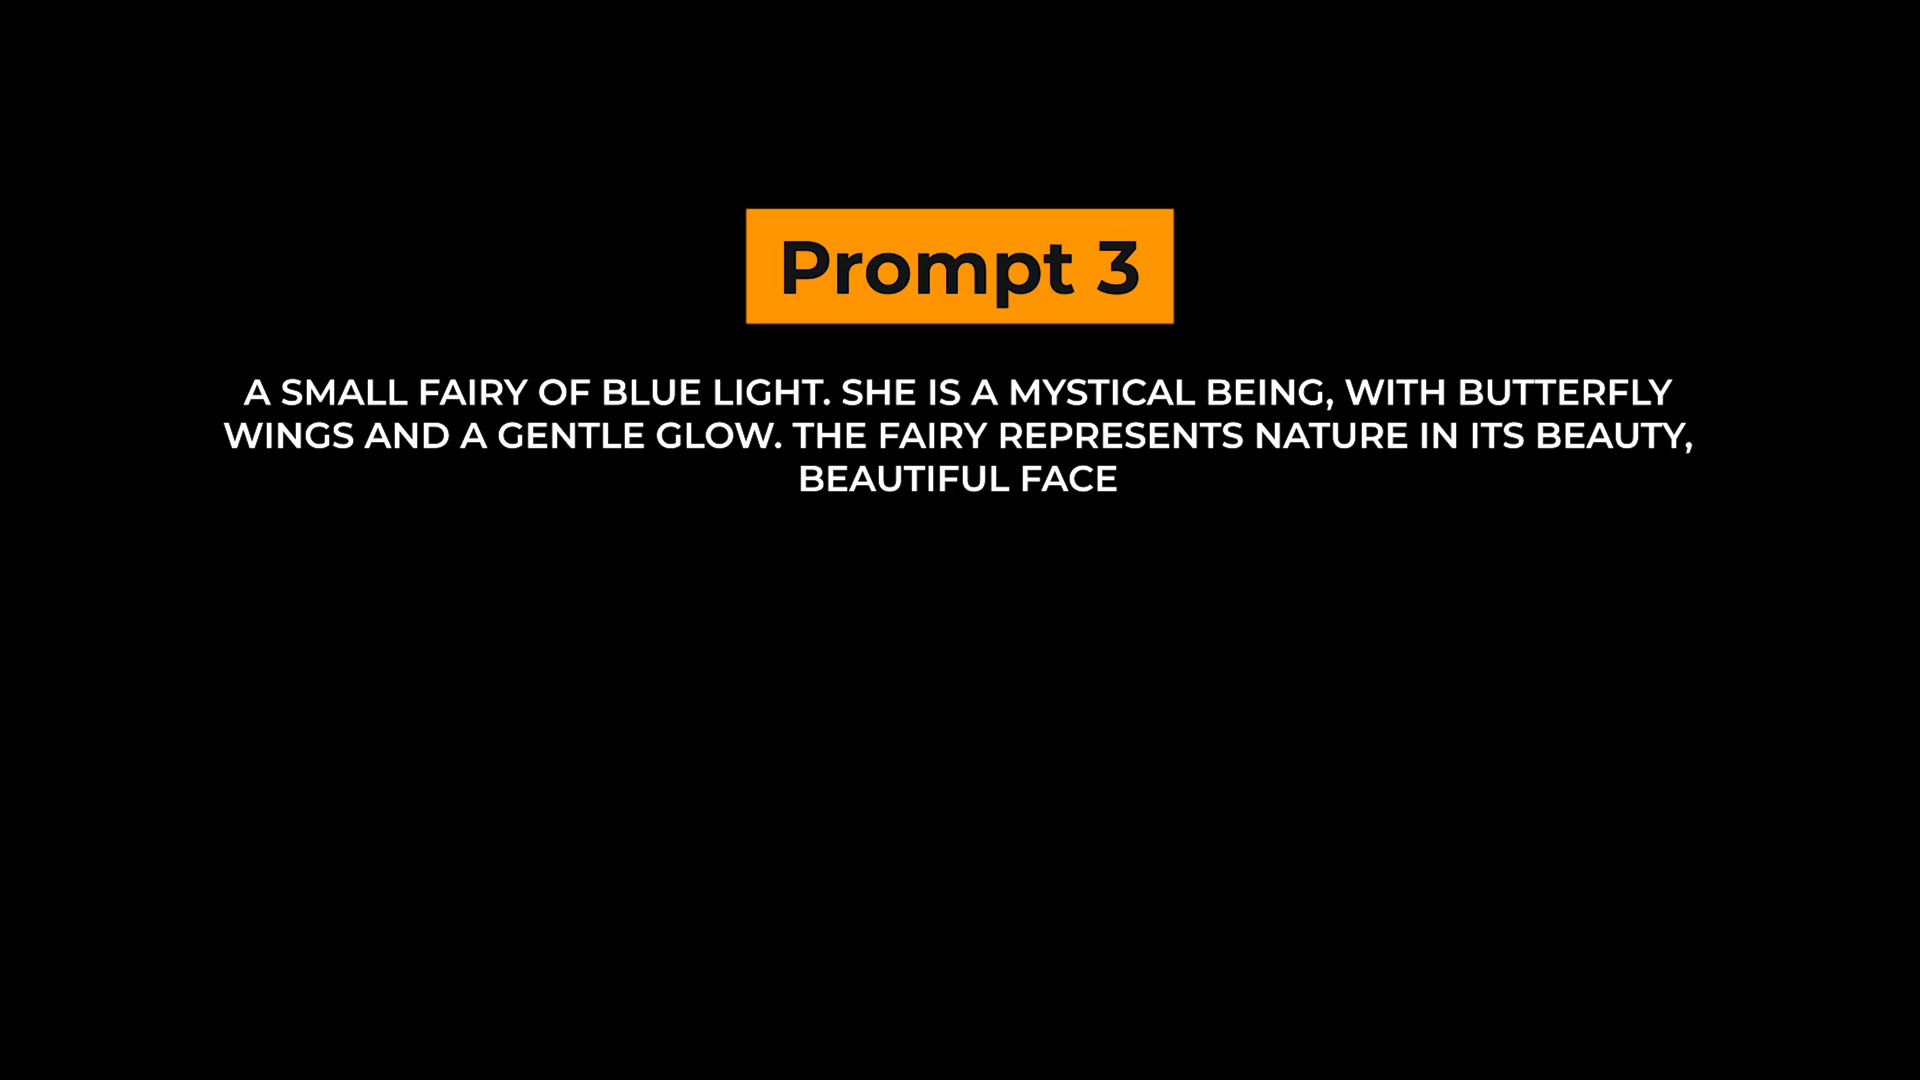 Prompt 3
A SMALL FAIRY OF BLUE LIGHT. SHE IS A MYSTICAL BEING, WITH BUTTERFLY
WINGS AND A GENTLE GLOW. THE FAIRY REPRESENTS NATURE IN ITS BEAUTY,
BEAUTIFUL FACE